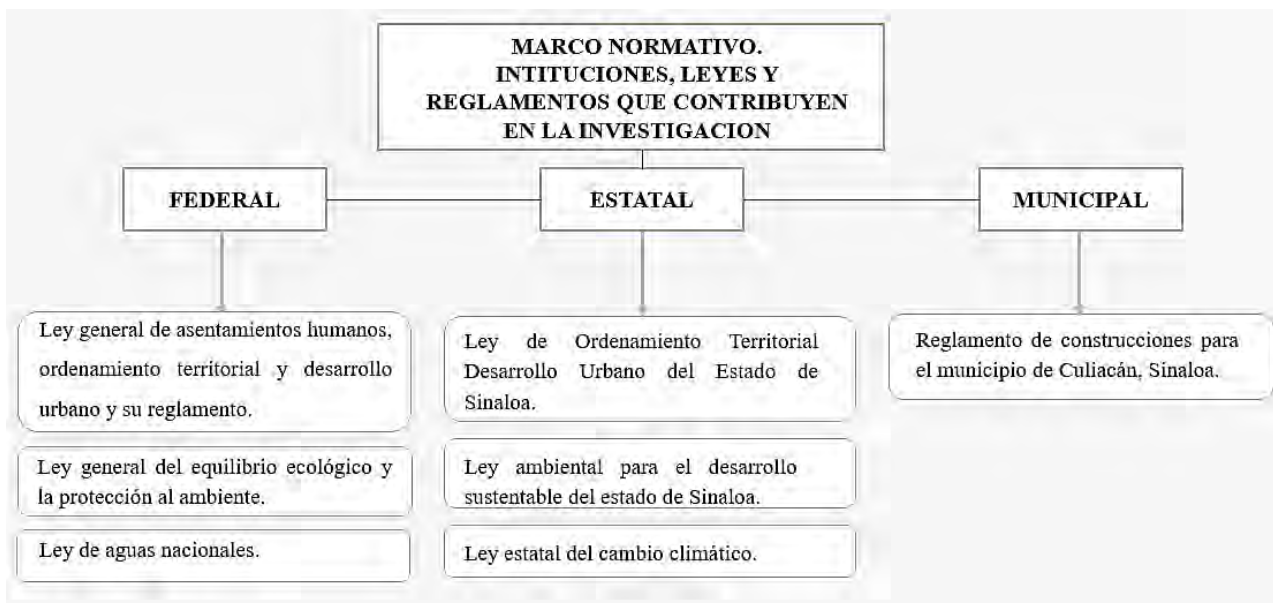 MARCO NORMATIVO.
INTITUCIONES, LEYES Y
REGLAMENTOS QUE CONTRIBUYEN
EN LA INVESTIGACION
FEDERAL
ESTATAL
MUNICIPAL
Ley general de asentamientos humanos,
ordenamiento territorial y desarrollo
urbano y su reglamento.
Ley general del equilibrio ecológico y
la protección al ambiente.
Ley de aguas nacionales.
Ley de Ordenamiento Territorial
Desarrollo Urbano del Estado de
Sinaloa.
Ley ambiental para el desarrollo
sustentable del estado de Sinaloa.
Ley estatal del cambio climático.
Reglamento de construcciones para
el municipio de Culiacán, Sinaloa.